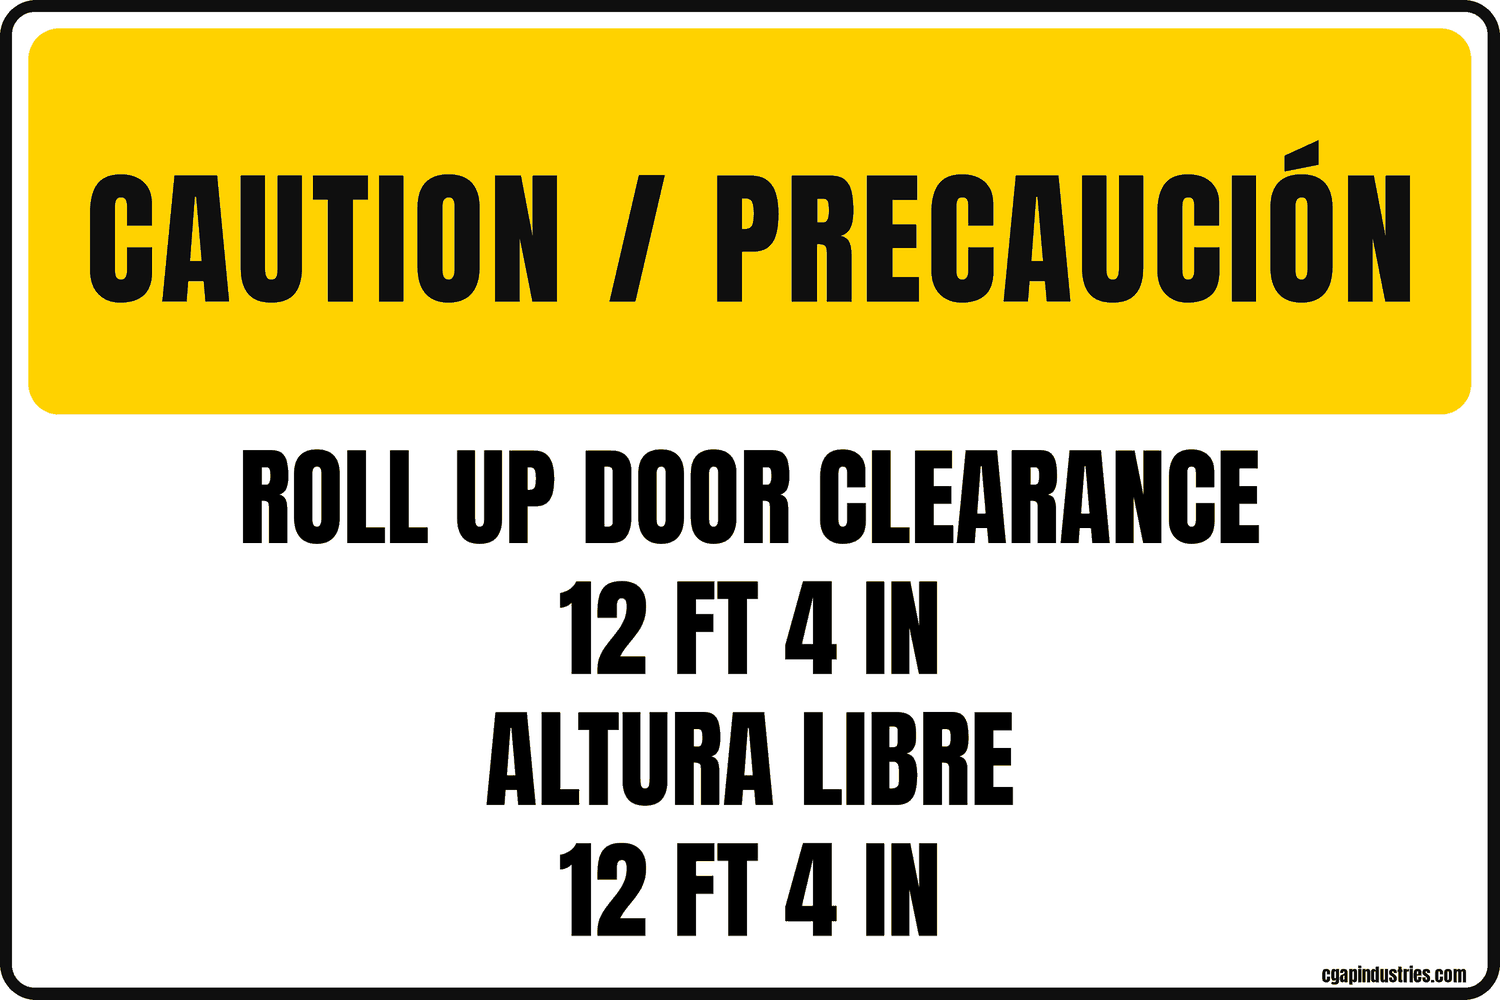 CAUTION / PRECAUCIÓN
ROLL UP DOOR CLEARANCE
12 FT 4 IN
ALTURA LIBRE
12 FT 4 IN
cgapindustries.com